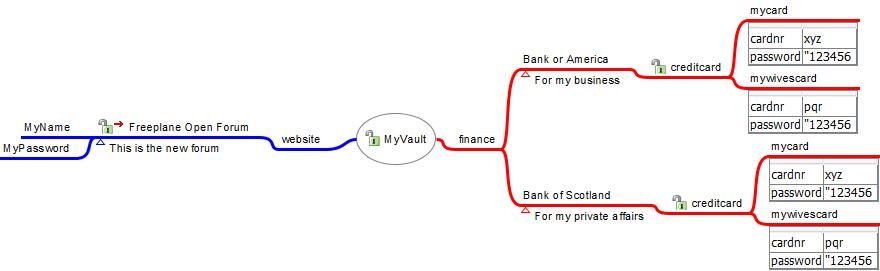 mycard
cardnr xyz
password "123456
Bank or America
creditcard
For my business
mywivescard
cardnr pqr
password "123456
MyName
Freeplane Open Forum
MyPassword
This is the new forum
website
MyVault
finance
mycard
cardnr xyz
password "123456
Bank of Scotland
creditcard
For my private affairs
mywivescard
cardnr pqr
password "123456